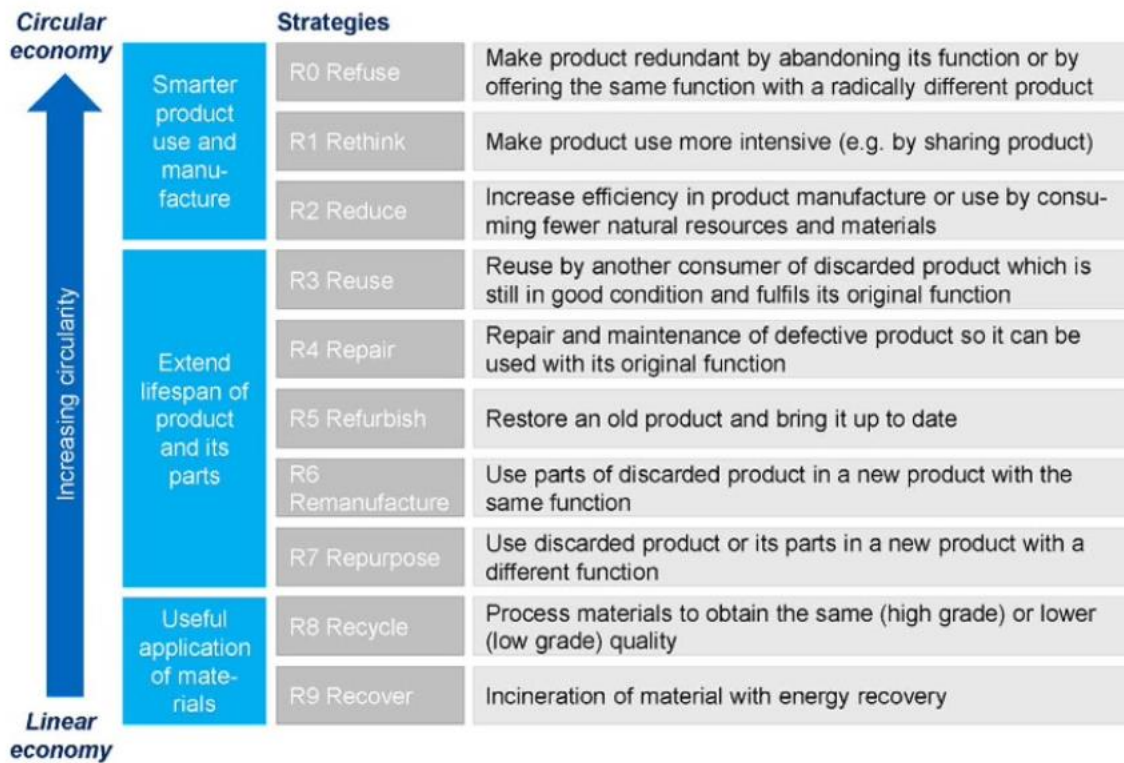 Circular
economy
Strategies
Smarter
product
use and
manu-
facture
R0 Refuse
Make product redundant by abandoning its function or by
offering the same function with a radically different product
R1 Rethink
Make product use more intensive (e.g. by sharing product)
R2 Reduce
Increase efficiency in product manufacture or use by consu-
ming fewer natural resources and materials
Increasing circularity
Extend
lifespan of
product
and its
parts
R3 Reuse
Reuse by another consumer of discarded product which is
still in good condition and fulfils its original function
R4 Repair
Repair and maintenance of defective product so it can be
used with its original function
R5 Refurbish
Restore an old product and bring it up to date
R6
Remanufacture
Use parts of discarded product in a new product with the
same function
R7 Repurpose
Use discarded product or its parts in a new product with a
different function
Useful
application
of mate-
rials
R8 Recycle
Process materials to obtain the same (high grade) or lower
(low grade) quality
R9 Recover
Incineration of material with energy recovery
Linear
economy